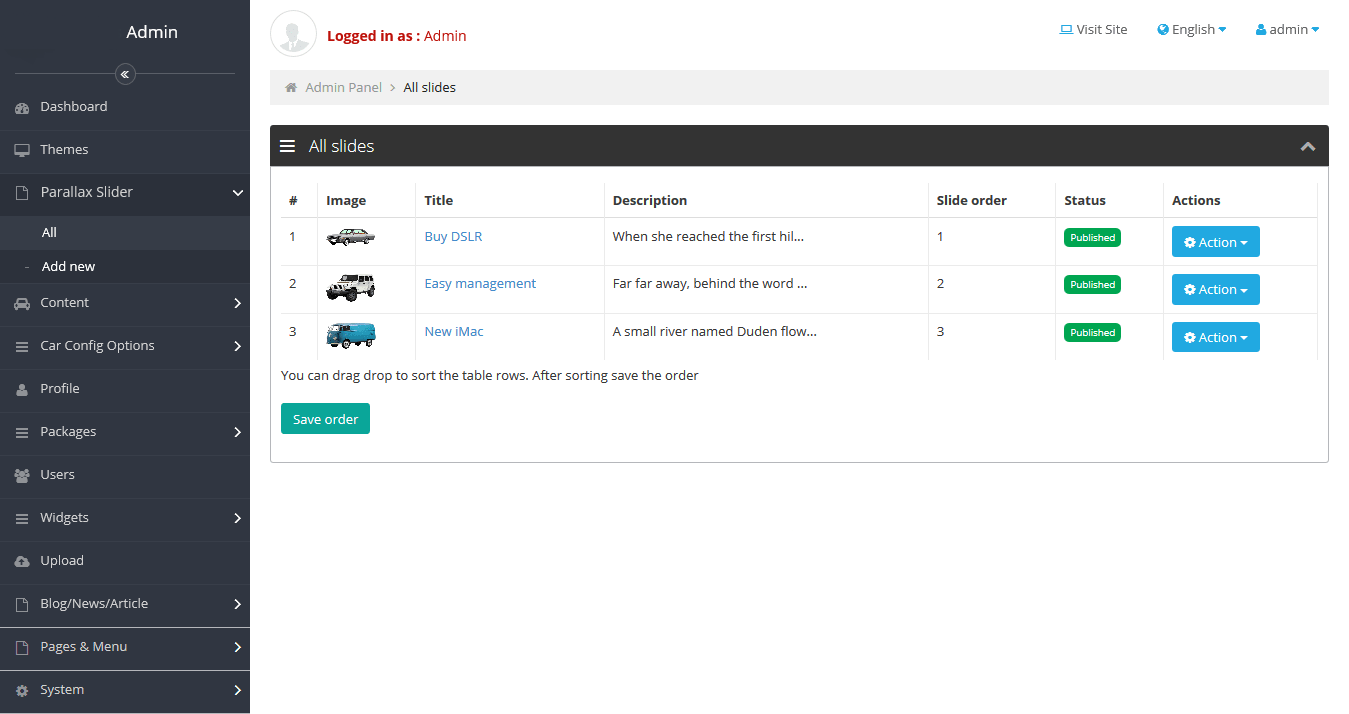 Admin
Dashboard
Themes
Parallax Slider
All
- Add new
Content
Car Config Options
Profile
Packages
Users
Widgets
Upload
Blog/News/Article
Pages & Menu
System
Logged in as : Admin
Visit Site English admin
Admin Panel > All slides
All slides
# Image Title Description Slide order Status Actions
1 Buy DSLR When she reached the first hil... 1 Published Action
2 Easy management Far far away, behind the word ... 2 Published Action
3 New iMac A small river named Duden flow... 3 Published Action
You can drag drop to sort the table rows. After sorting save the order
Save order